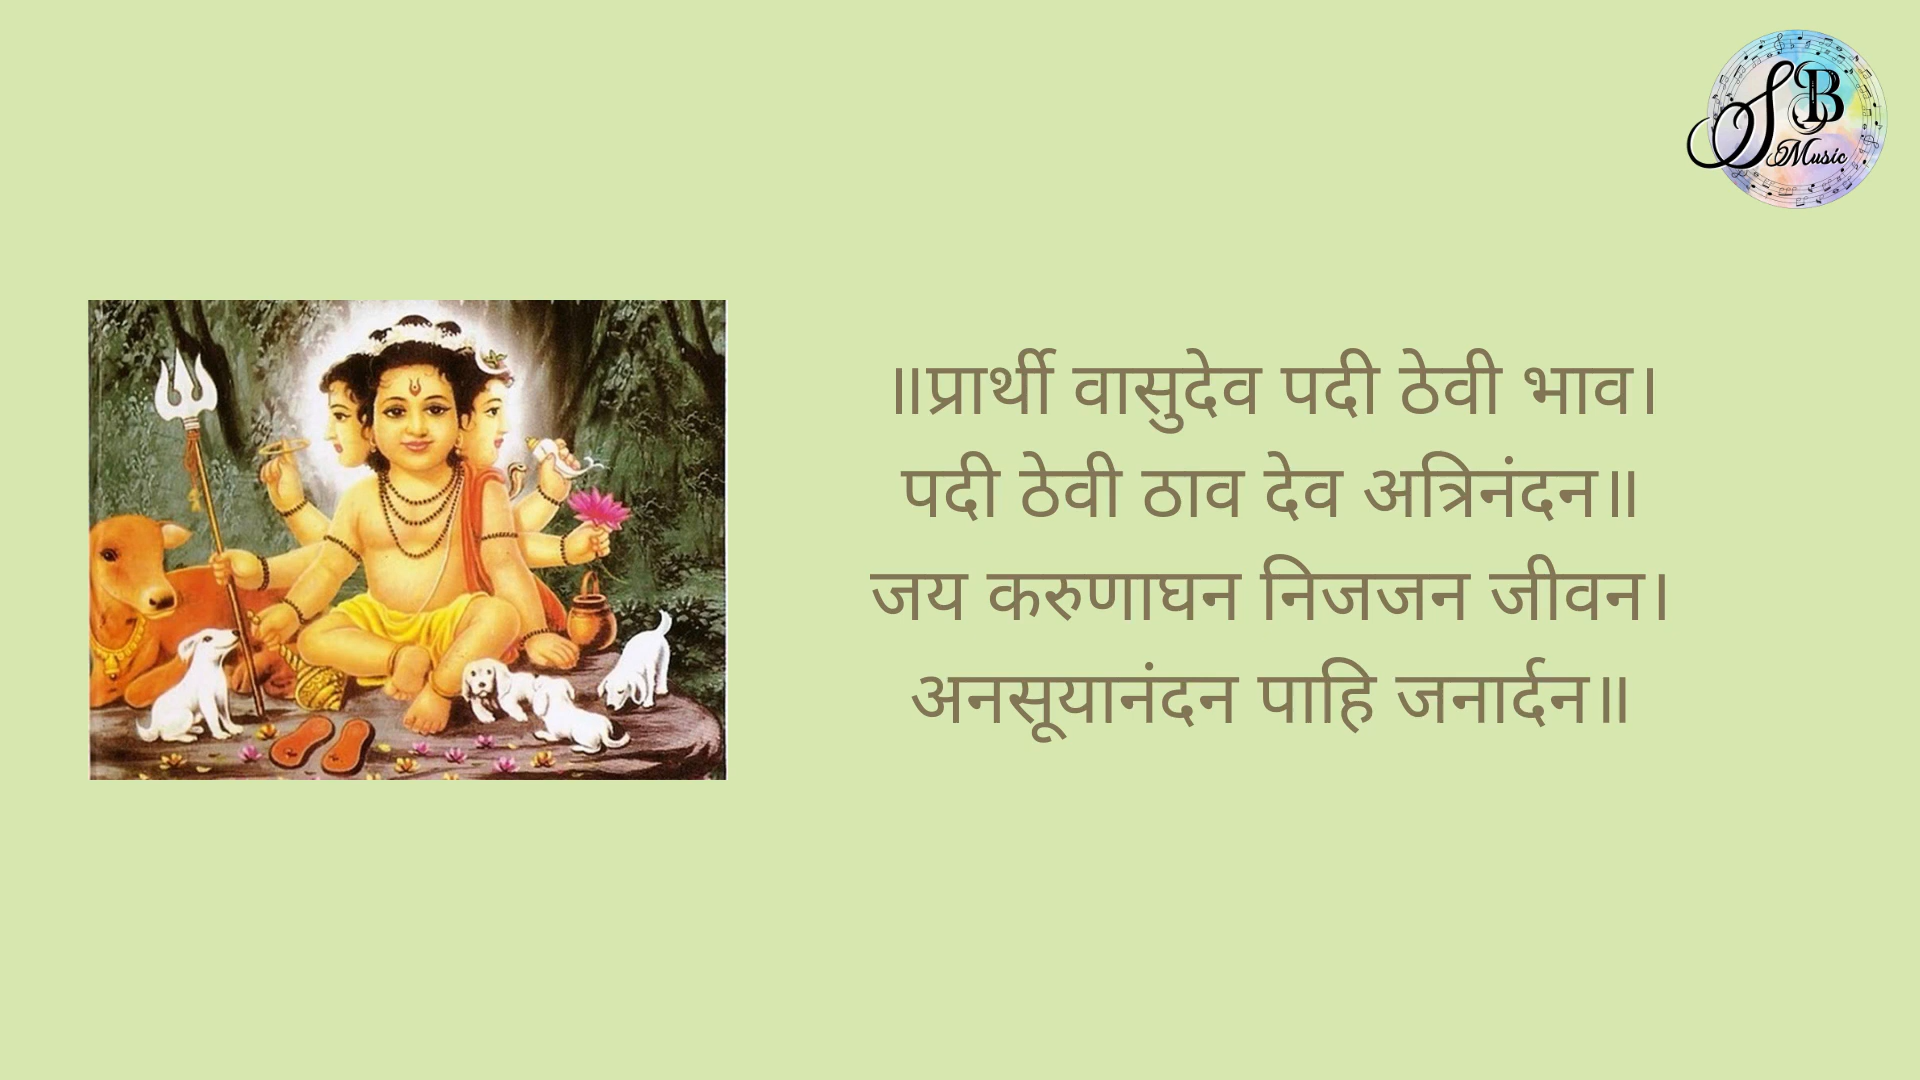 SB
Music
॥प्रार्थी वासुदेव पदी ठेवी भाव।
पदी ठेवी ठाव देव अत्रिनंदन॥
जय करुणाघन निजजन जीवन।
अनसूयानंदन पाहि जनार्दन॥